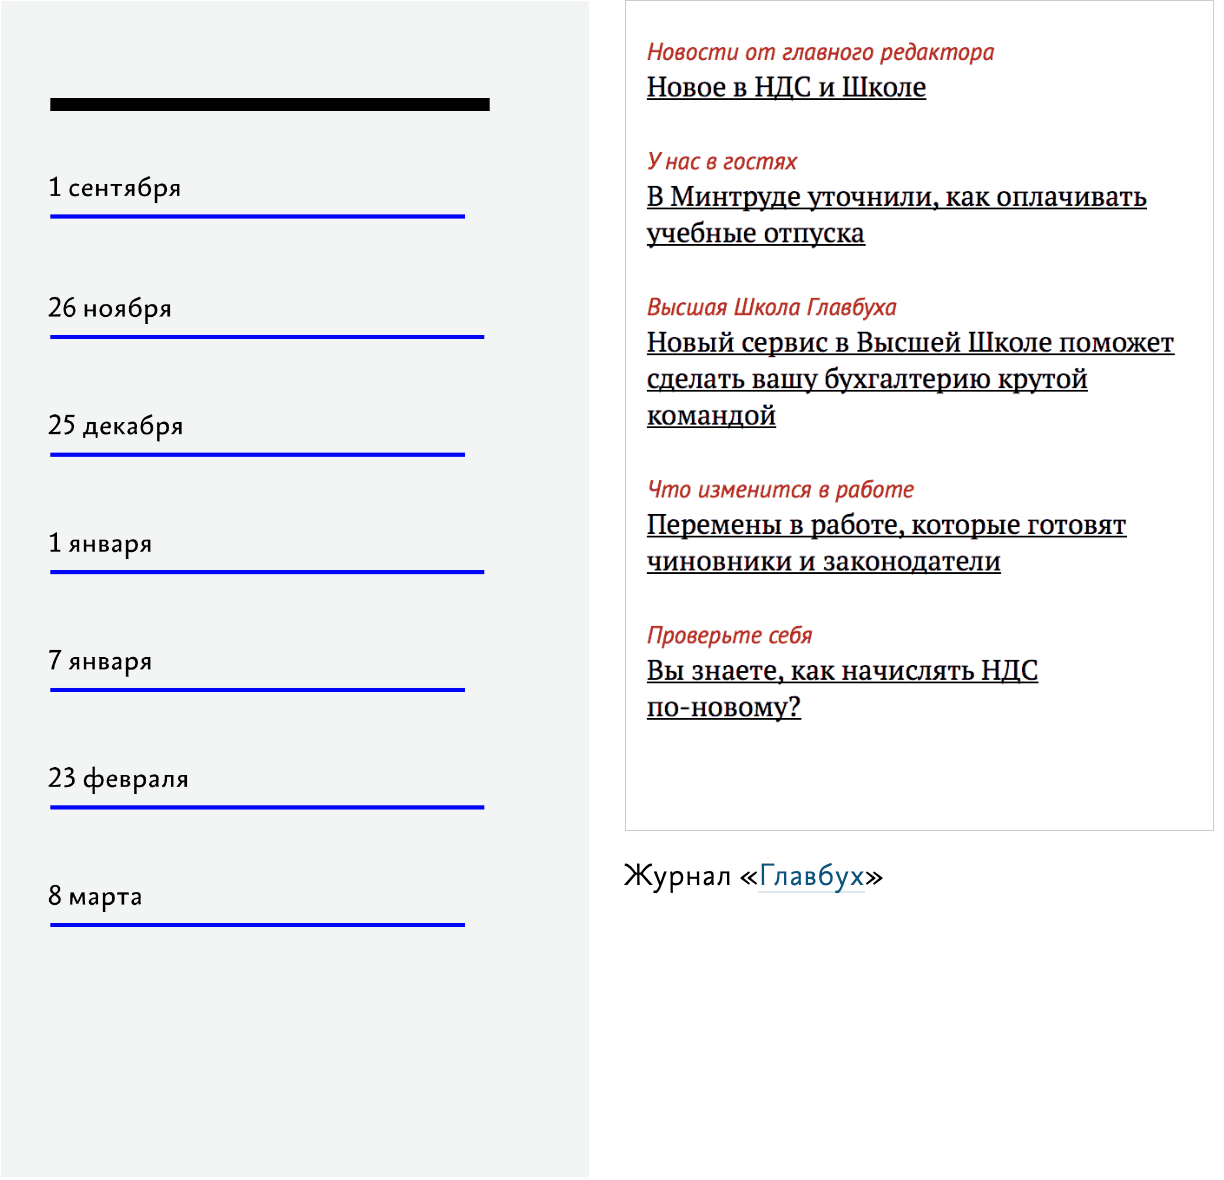 1 сентября
26 ноября
25 декабря
1 января
7 января
23 февраля
8 марта
Новости от главного редактора
Новое в НДС и Школе
У нас в гостях
В Минтруде уточнили, как оплачивать
учебные отпуска
Высшая Школа Главбуха
Новый сервис в Высшей Школе поможет
сделать вашу бухгалтерию крутой
командой
Что изменится в работе
Перемены в работе, которые готовят
чиновники и законодатели
Проверьте себя
Вы знаете, как начислять НДС
по-новому?
Журнал «Главбух»